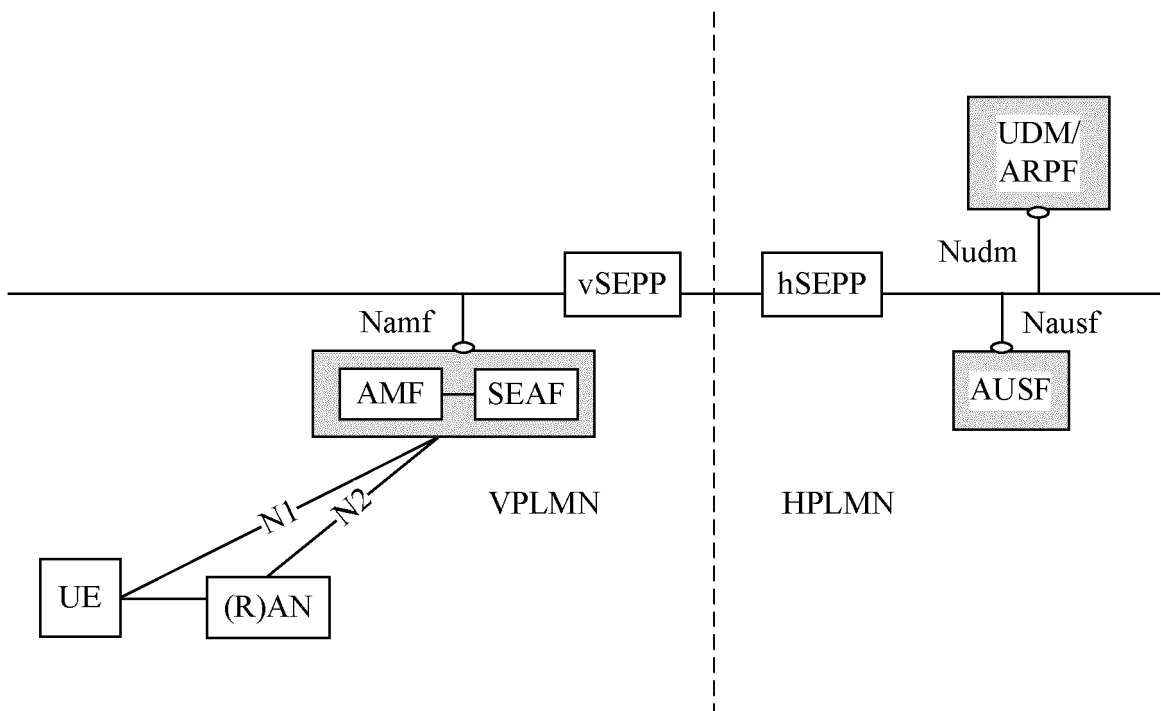 UDM/
ARPF
Nudm
vSEPP
hSEPP
Namf
Nausf
AMF
SEAF
AUSF
N1
N2
VPLMN
HPLMN
UE
(R)AN